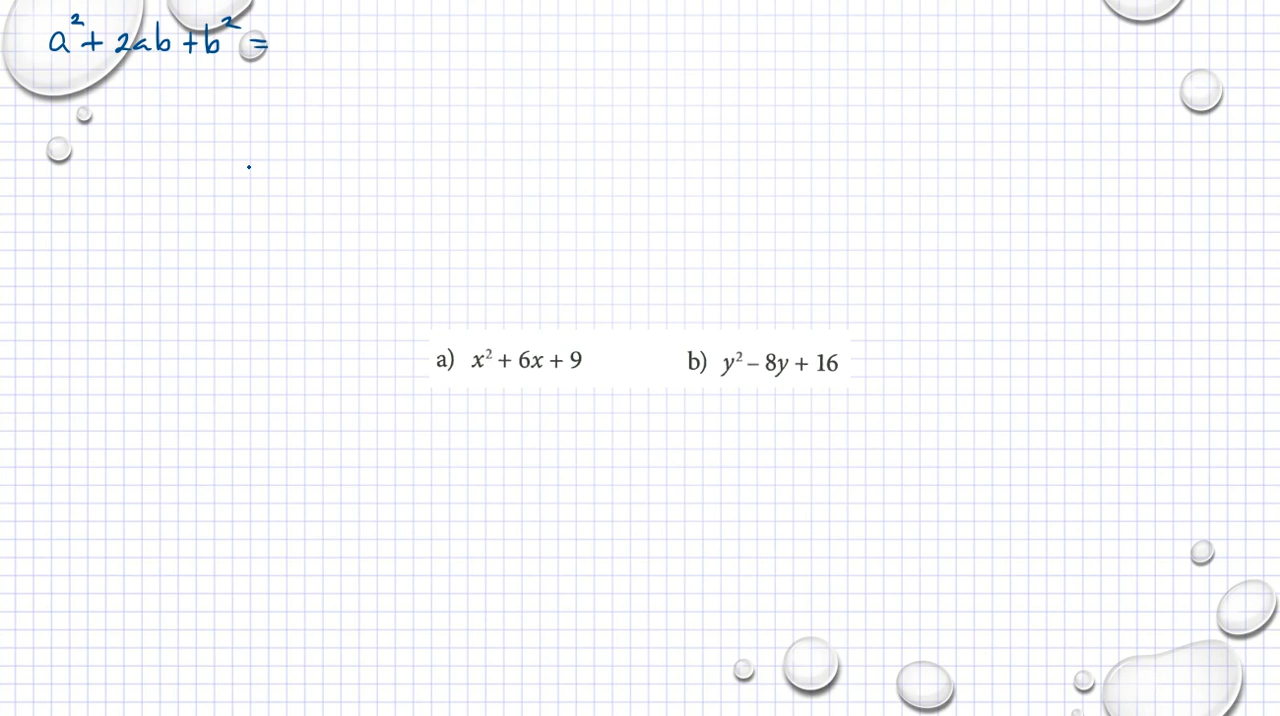 a² + 2ab + b² =
a) x² + 6x + 9 b) y² – 8y + 16